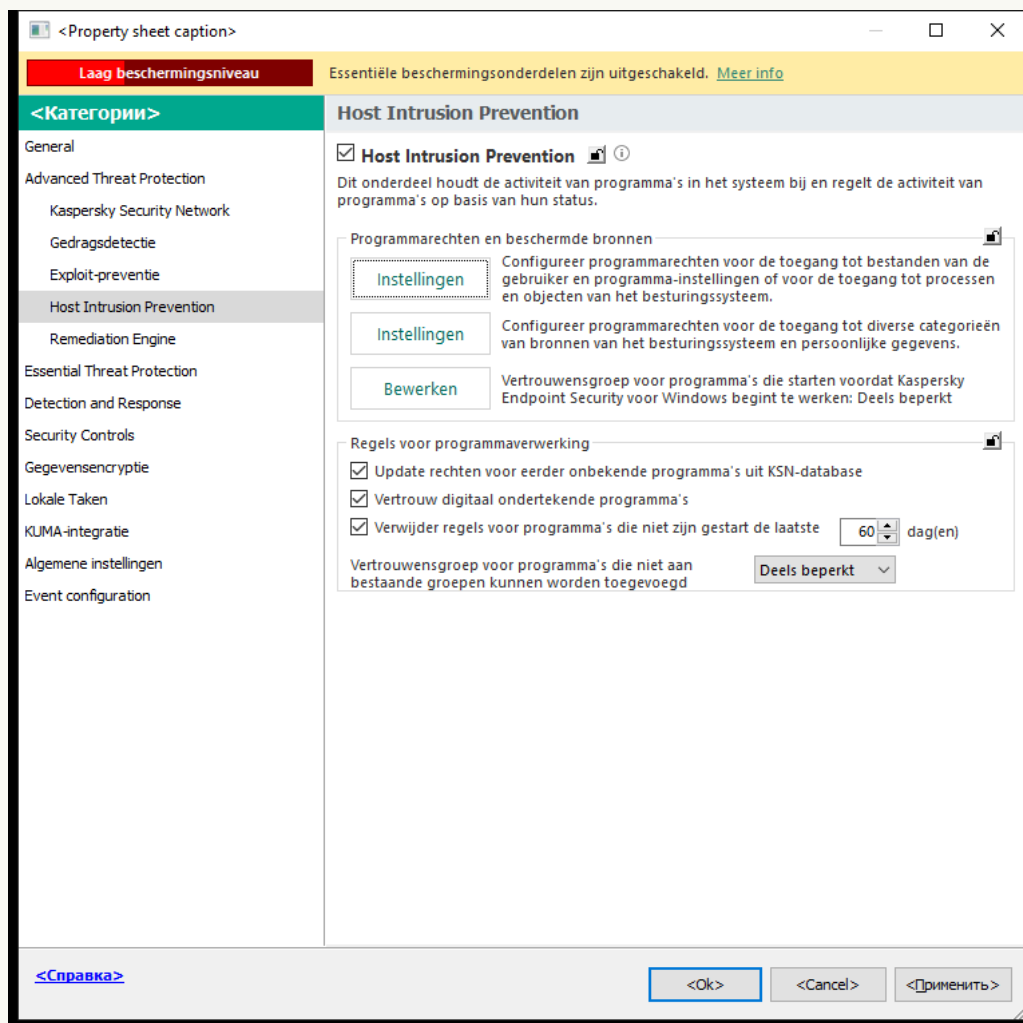 <Property sheet caption>
Laag beschermingsniveau
Essentiële beschermingsonderdelen zijn uitgeschakeld. Meer info
<Категории>
General
Advanced Threat Protection
Kaspersky Security Network
Gedragsdetectie
Exploit-preventie
Host Intrusion Prevention
Remediation Engine
Essential Threat Protection
Detection and Response
Security Controls
Gegevensencryptie
Lokale Taken
KUMA-integratie
Algemene instellingen
Event configuration
Host Intrusion Prevention
Host Intrusion Prevention
Dit onderdeel houdt de activiteit van programma's in het systeem bij en regelt de activiteit van
programma's op basis van hun status.
Programmarechten en beschermde bronnen
Instellingen
Configureer programmarechten voor de toegang tot bestanden van de
gebruiker en programma-instellingen of voor de toegang tot processen
en objecten van het besturingssysteem.
Instellingen
Configureer programmarechten voor de toegang tot diverse categorieën
van bronnen van het besturingssysteem en persoonlijke gegevens.
Bewerken
Vertrouwensgroep voor programma's die starten voordat Kaspersky
Endpoint Security voor Windows begint te werken: Deels beperkt
Regels voor programmaverwerking
Update rechten voor eerder onbekende programma's uit KSN-database
Vertrouw digitaal ondertekende programma's
Verwijder regels voor programma's die niet zijn gestart de laatste 60 dag(en)
Vertrouwensgroep voor programma's die niet aan
bestaande groepen kunnen worden toegevoegd
Deels beperkt
<Справка>
<Ok>
<Cancel>
<Применить>